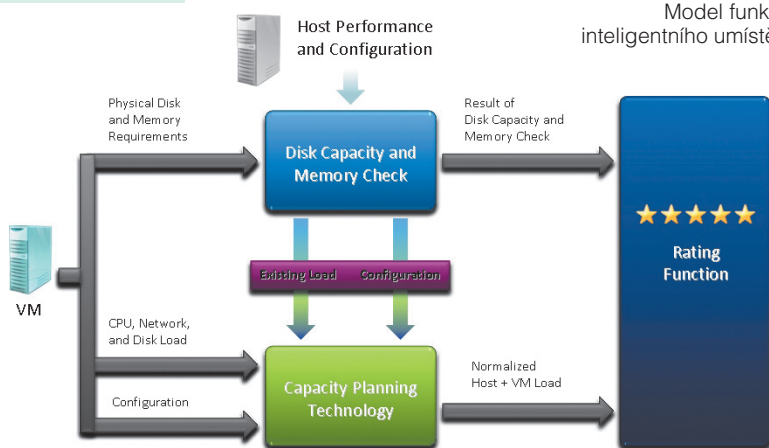 Model funk
inteligentního umístě
Host Performance
and Configuration
Physical Disk
and Memory
Requirements
Disk Capacity and
Memory Check
Result of
Disk Capacity and
Memory Check
Rating
Function
Existing Load
Configuration
VM
CPU, Network,
and Disk Load
Configuration
Capacity Planning
Technology
Normalized
Host + VM Load